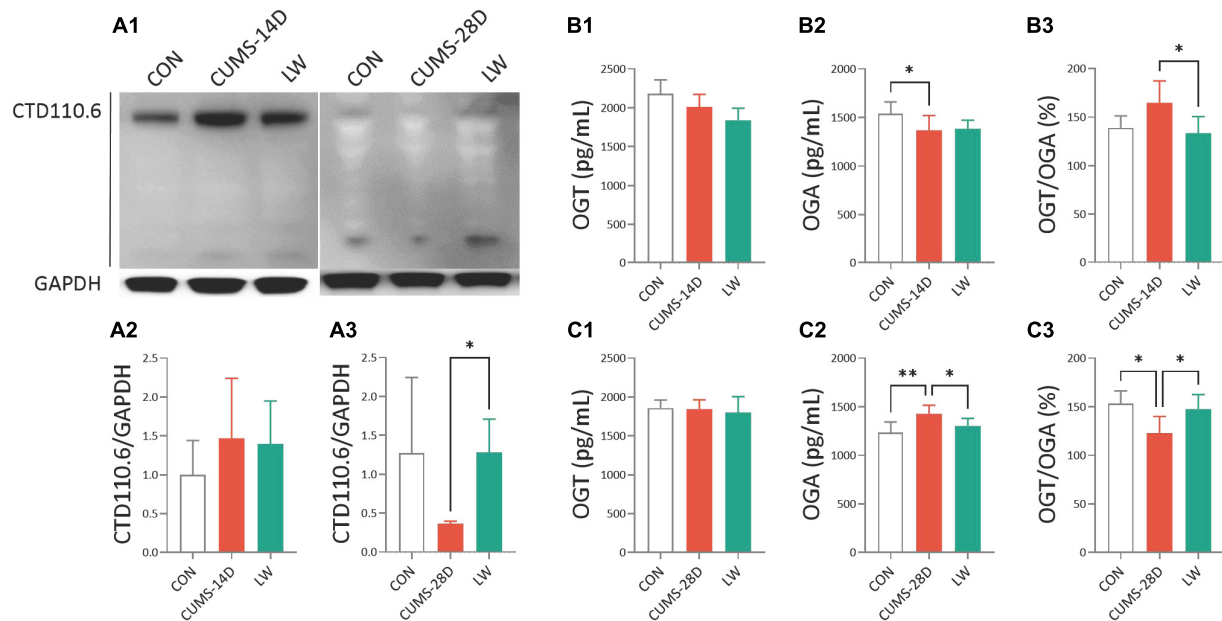 A1
CON
CUMS-14D
LW
CON
CUMS-28D
LW
CTD110.6
GAPDH
B1
OGT (pg/mL)
2500
2000
1500
1000
500
0
CON
CUMS-14D
LW
B2
OGA (pg/mL)
2000
1500
1000
500
0
*
CON
CUMS-14D
LW
B3
OGT/OGA (%)
200
150
100
50
0
*
CON
CUMS-14D
LW
A2
CTD110.6/GAPDH
2.5
2.0
1.5
1.0
0.5
0.0
CON
CUMS-14D
LW
A3
CTD110.6/GAPDH
2.5
2.0
1.5
1.0
0.5
0.0
*
CON
CUMS-28D
LW
C1
OGT (pg/mL)
2500
2000
1500
1000
500
0
CON
CUMS-28D
LW
C2
OGA (pg/mL)
2000
1500
1000
500
0
**
*
CON
CUMS-28D
LW
C3
OGT/OGA (%)
200
150
100
50
0
*
*
CON
CUMS-28D
LW